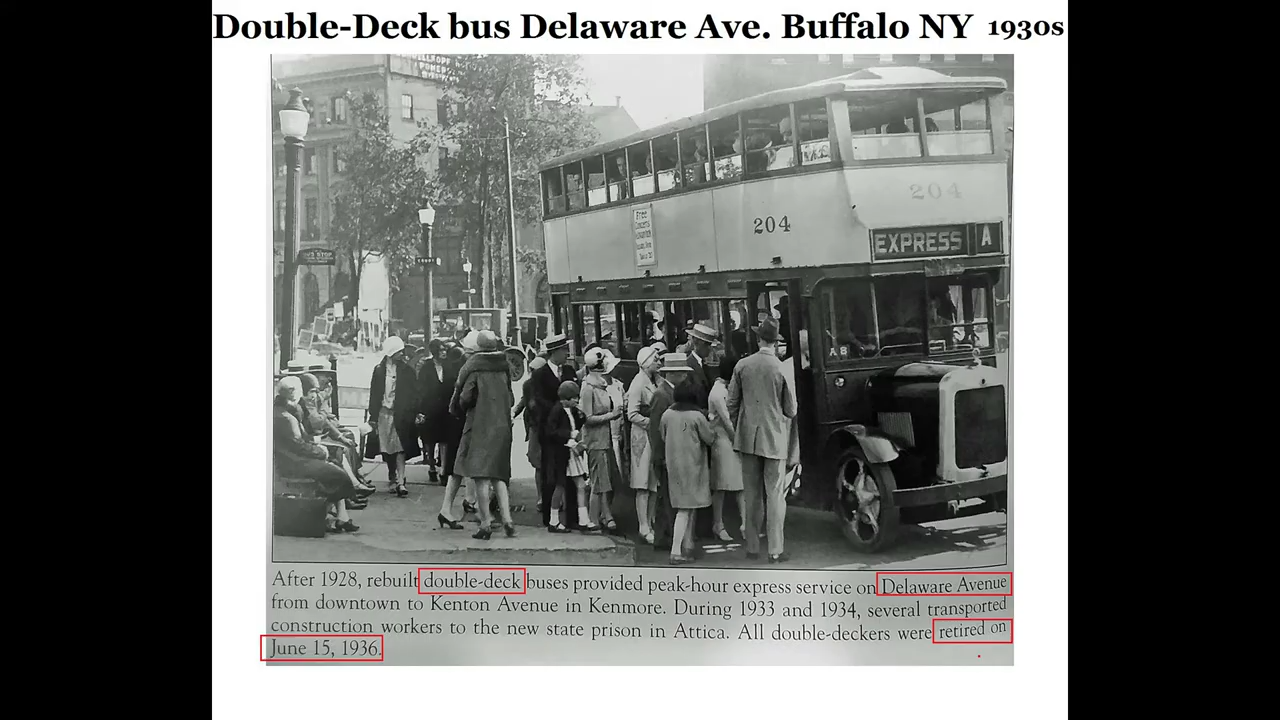 Double-Deck bus Delaware Ave. Buffalo NY 1930s
204
204
EXPRESS A
Free
A B
After 1928, rebuilt double-deck buses provided peak-hour express service on Delaware Avenue
from downtown to Kenton Avenue in Kenmore. During 1933 and 1934, several transported
construction workers to the new state prison in Attica. All double-deckers were retired on
June 15, 1936.